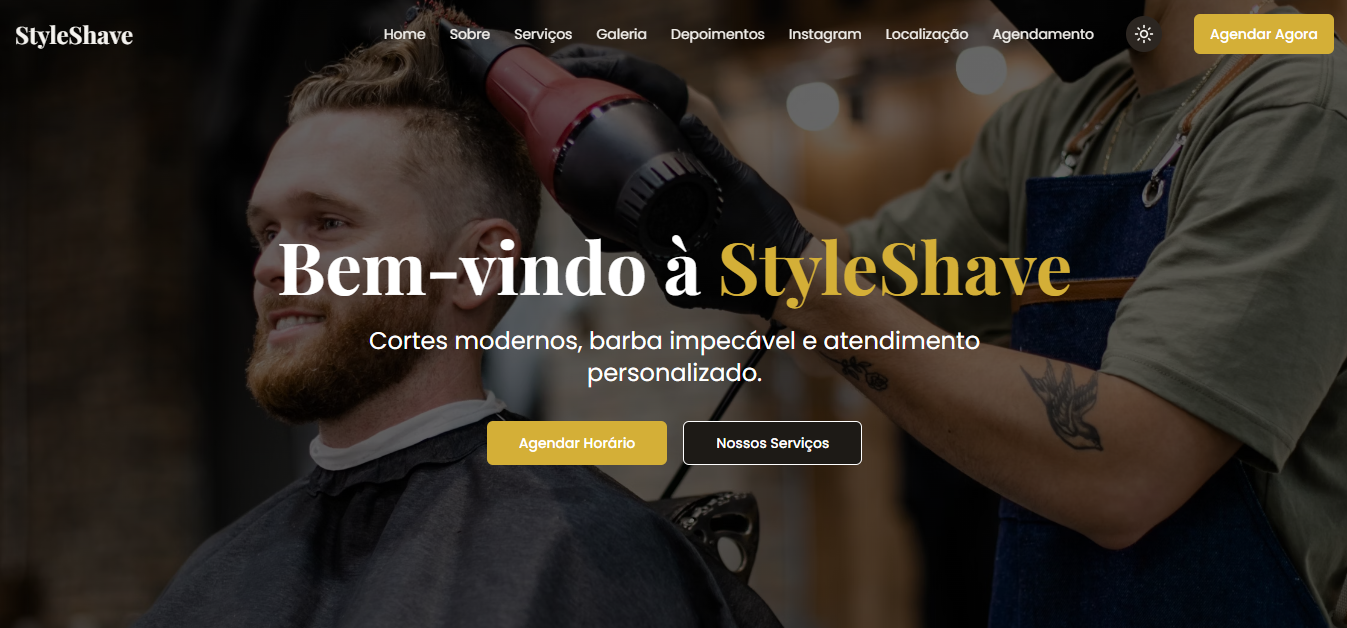 StyleShave
Home Sobre Serviços Galeria Depoimentos Instagram Localização Agendamento
Agendar Agora
Bem-vindo à StyleShave
Cortes modernos, barba impecável e atendimento
personalizado.
Agendar Horário
Nossos Serviços